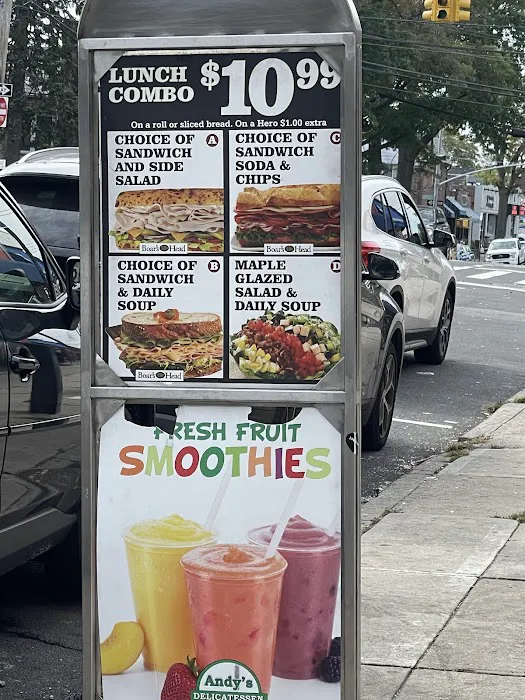 LUNCH COMBO $10.99
On a roll or sliced bread. On a Hero $1.00 extra
CHOICE OF A
SANDWICH
AND SIDE
SALAD
Boar's Head
CHOICE OF C
SANDWICH
SODA &
CHIPS
Boar's Head
CHOICE OF B
SANDWICH
& DAILY
SOUP
Boar's Head
MAPLE D
GLAZED
SALAD &
DAILY SOUP
FRESH FRUIT
SMOOTHIES
Andy's
DELICATESSEN